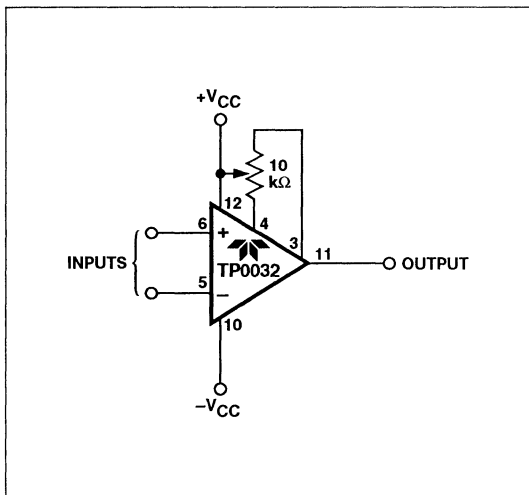 +VCC
10
kΩ
12
4
6
+
3
11
TP0032
INPUTS
OUTPUT
5
–
10
–VCC